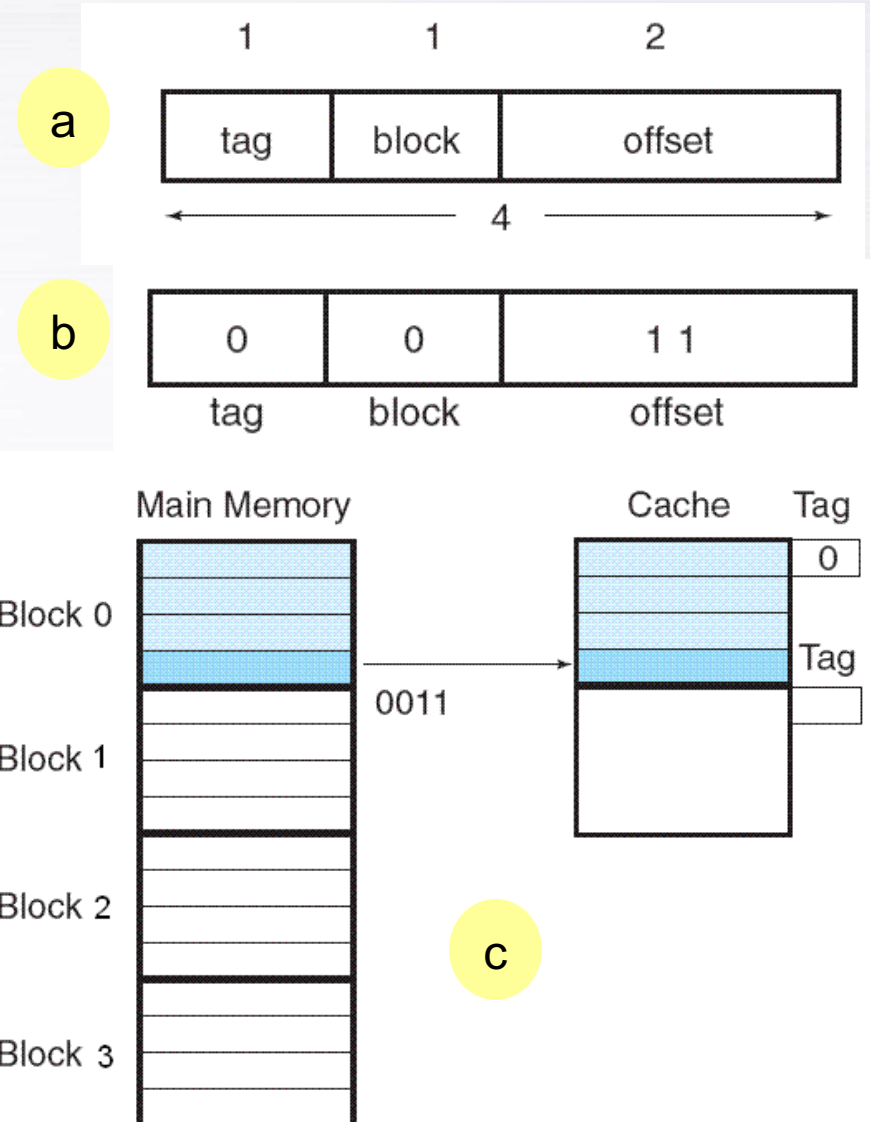 1 1 2
a
tag block offset
4
b
0 0 1 1
tag block offset
Main Memory Cache Tag
0
Block 0
Tag
0011
Block 1
Block 2
c
Block 3